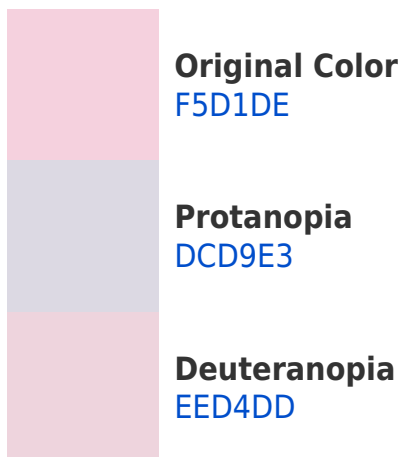 Original Color
F5D1DE
Protanopia
DCD9E3
Deuteranopia
EED4DD